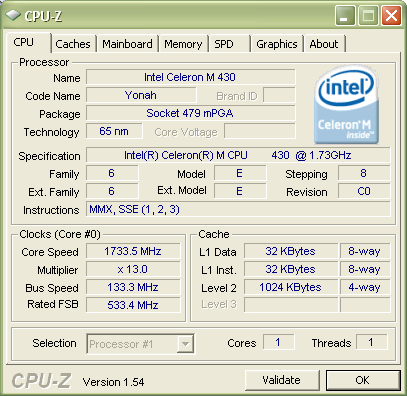 CPU-Z
CPU Caches Mainboard Memory SPD Graphics About
Processor
Name Intel Celeron M 430
Code Name Yonah Brand ID
Package Socket 479 mPGA
Technology 65 nm Core Voltage
intel
Celeron® M
inside™
Specification Intel(R) Celeron(R) M CPU 430 @ 1.73GHz
Family 6 Model E Stepping 8
Ext. Family 6 Ext. Model E Revision C0
Instructions MMX, SSE (1, 2, 3)
Clocks (Core #0)
Core Speed 1733.5 MHz
Multiplier x 13.0
Bus Speed 133.3 MHz
Rated FSB 533.4 MHz
Cache
L1 Data 32 KBytes 8-way
L1 Inst. 32 KBytes 8-way
Level 2 1024 KBytes 4-way
Level 3
Selection Processor #1 Cores 1 Threads 1
CPU-Z Version 1.54 Validate OK